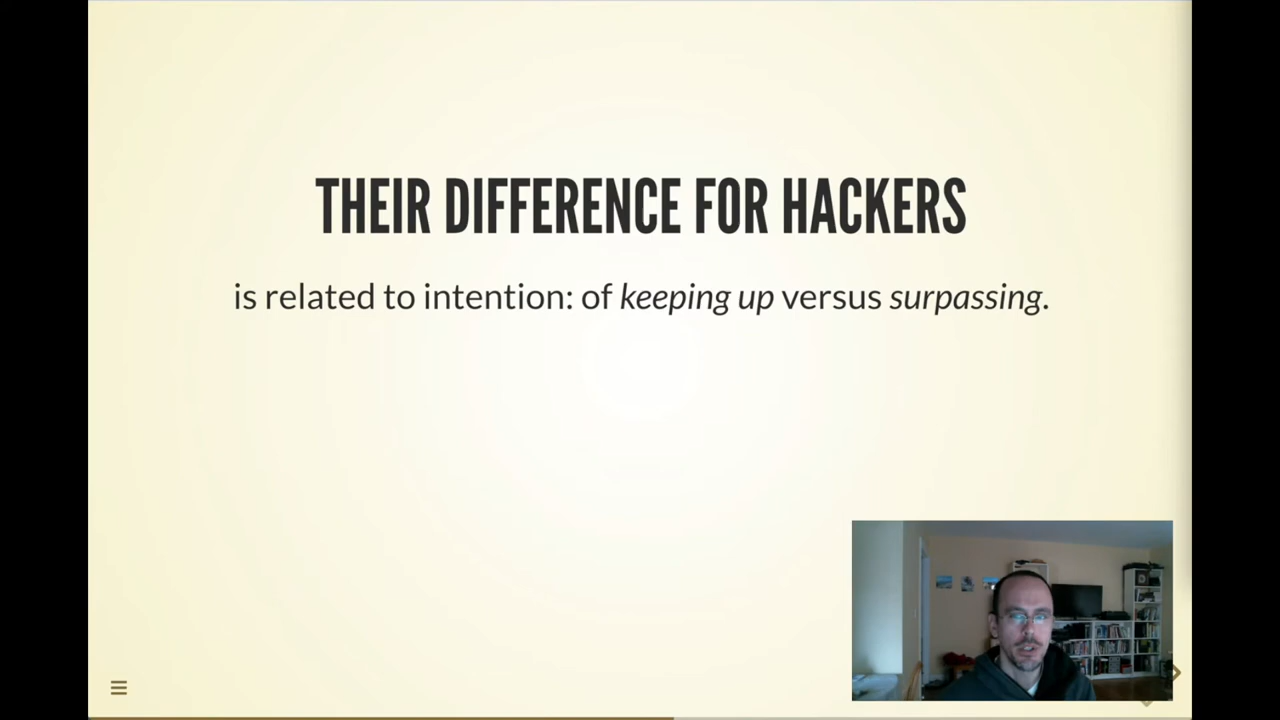 THEIR DIFFERENCE FOR HACKERS
is related to intention: of keeping up versus surpassing.